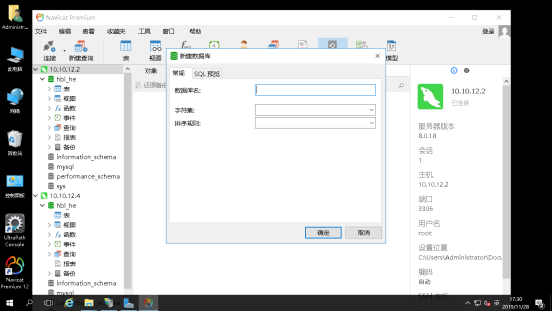 Navicat Premium
文件 编辑 查看 收藏夹 工具 窗口 帮助 登录
连接 新建查询 表 视图 模型
Administr...
此电脑
网络
回收站
控制面板
UltraPath
Console
Navicat
Premium 12
10.10.12.2
hbl_he
表
视图
函数
事件
查询
报表
备份
information_schema
mysql
performance_schema
sys
10.10.12.4
hbl_he
表
视图
函数
事件
查询
报表
备份
information_schema
mysql
对象
还原备份
新建数据库
常规 SQL 预览
数据库名:
字符集:
排序规则:
确定 取消
10.10.12.2
已连接
服务器版本
8.0.18
会话
1
主机
10.10.12.2
端口
3306
用户名
root
设置位置
C:\Users\Administrator\Doc
编码
自动
17:30
2019/11/28